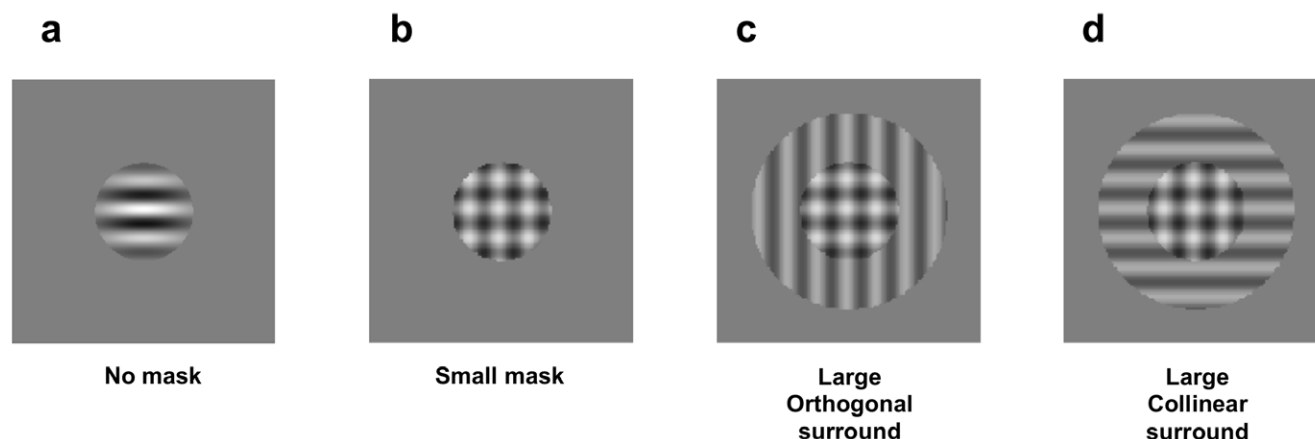 a
b
c
d
No mask
Small mask
Large
Orthogonal
surround
Large
Collinear
surround